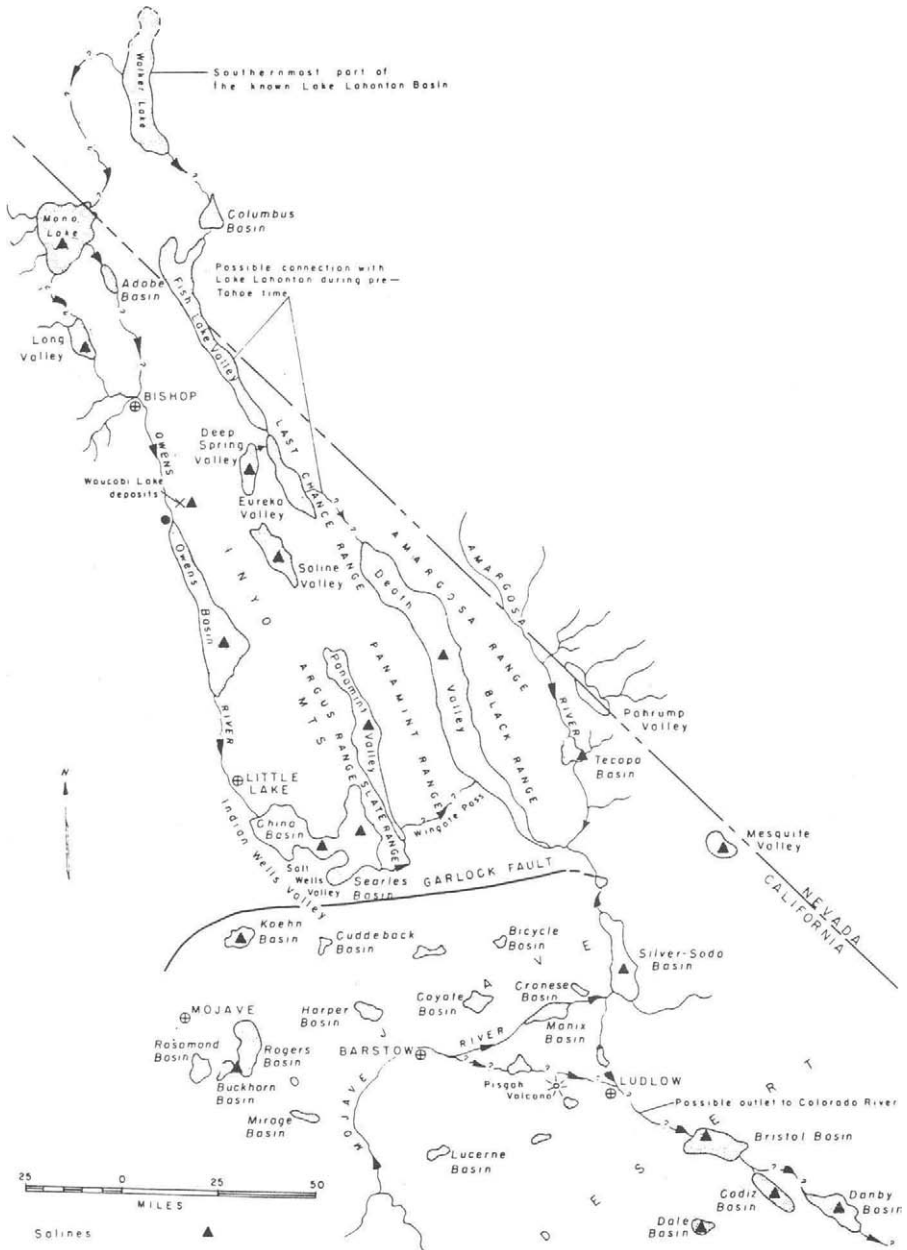 Walker Lake
Southernmost part of
the known Lake Lahontan Basin
Mono
Lake
Columbus
Basin
Possible connection with
Lake Lahontan during pre-
Tahoe time
Adobe
Basin
Fish Lake Valley
Long
Valley
BISHOP
OWENS
Deep
Spring
Valley
LAST CHANCE RANGE
Waucobi Lake
deposits
Eureka
Valley
Owens
Basin
INYO
MTS
Saline
Valley
AMARGOSA RANGE
AMARGOSA
RIVER
Death
Valley
Panamint
Valley
ARGUS RANGE
PANAMINT RANGE
BLACK RANGE
Pahrump
Valley
Tecopa
Basin
RIVER
N
LITTLE
LAKE
SLATE RANGE
Wingate Pass
China
Basin
Indian Wells Valley
Salt
Wells
Valley
Searles
Basin
GARLOCK FAULT
Mesquite
Valley
NEVADA
CALIFORNIA
Koehn
Basin
Cuddeback
Basin
Bicycle
Basin
Silver-Soda
Basin
MOJAVE
Harper
Basin
Coyote
Basin
Cronese
Basin
Manix
Basin
RIVER
BARSTOW
Rosamond
Basin
Rogers
Basin
Buckhorn
Basin
Pisgah
Volcano
LUDLOW
Mirage
Basin
MOJAVE
MOJAVE
DESERT
Possible outlet to Colorado River
Bristol Basin
Lucerne
Basin
Cadiz
Basin
Danby
Basin
Dale
Basin
25 0 25 50
MILES
Salines